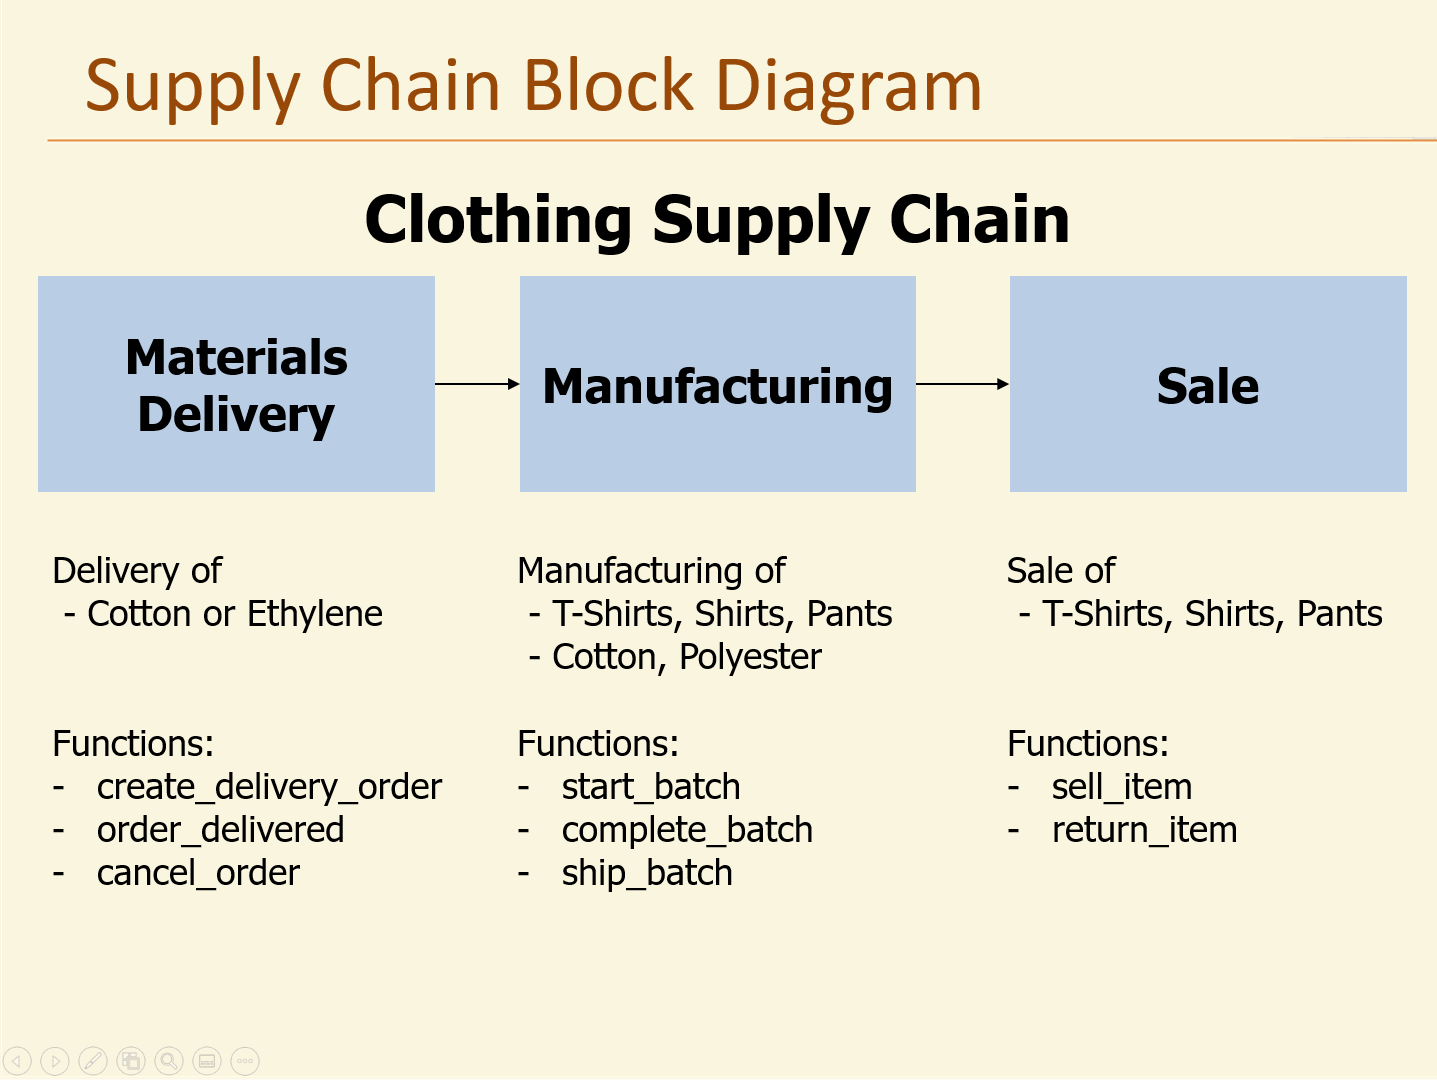 Supply Chain Block Diagram
Clothing Supply Chain
Materials
Delivery
Manufacturing
Sale
Delivery of
- Cotton or Ethylene
Manufacturing of
- T-Shirts, Shirts, Pants
- Cotton, Polyester
Sale of
- T-Shirts, Shirts, Pants
Functions:
- create_delivery_order
- order_delivered
- cancel_order
Functions:
- start_batch
- complete_batch
- ship_batch
Functions:
- sell_item
- return_item